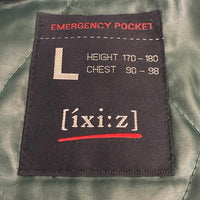 EMERGENCY POCKET
L
HEIGHT 170 – 180
CHEST 90 – 98
[íxi:z]